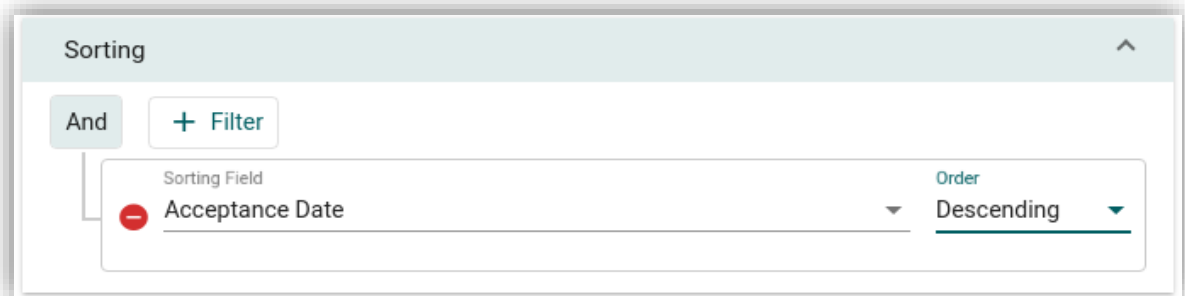 Sorting
And
+ Filter
Sorting Field
Order
Acceptance Date
Descending